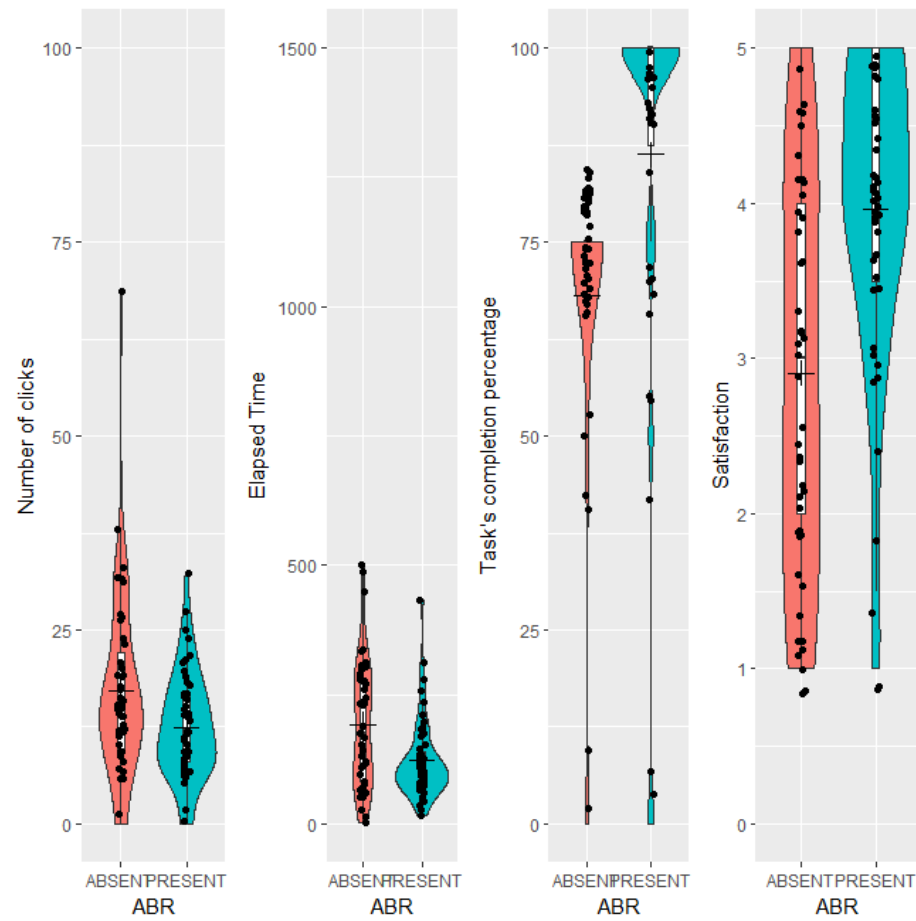 Number of clicks
100
75
50
25
0
ABSENT PRESENT
ABR
Elapsed Time
1500
1000
500
0
ABSENT PRESENT
ABR
Task's completion percentage
100
75
50
25
0
ABSENT PRESENT
ABR
Satisfaction
5
4
3
2
1
0
ABSENT PRESENT
ABR